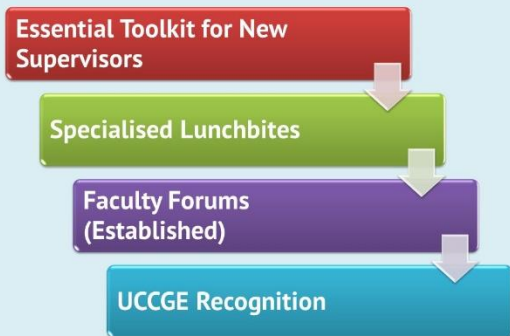 Essential Toolkit for New
Supervisors
Specialised Lunchbites
Faculty Forums
(Established)
UCCGE Recognition